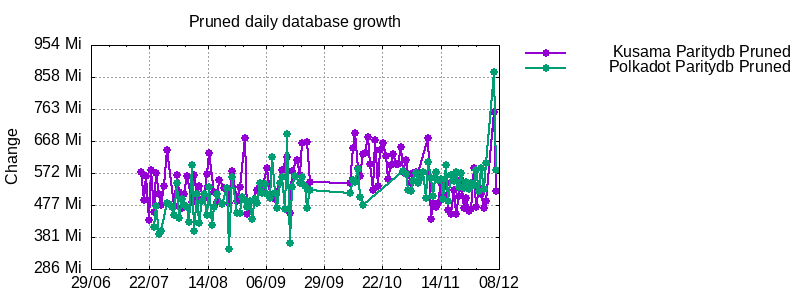 Pruned daily database growth
954 Mi
858 Mi
763 Mi
668 Mi
572 Mi
477 Mi
381 Mi
286 Mi
Change
29/06 22/07 14/08 06/09 29/09 22/10 14/11 08/12
Kusama Paritydb Pruned
Polkadot Paritydb Pruned